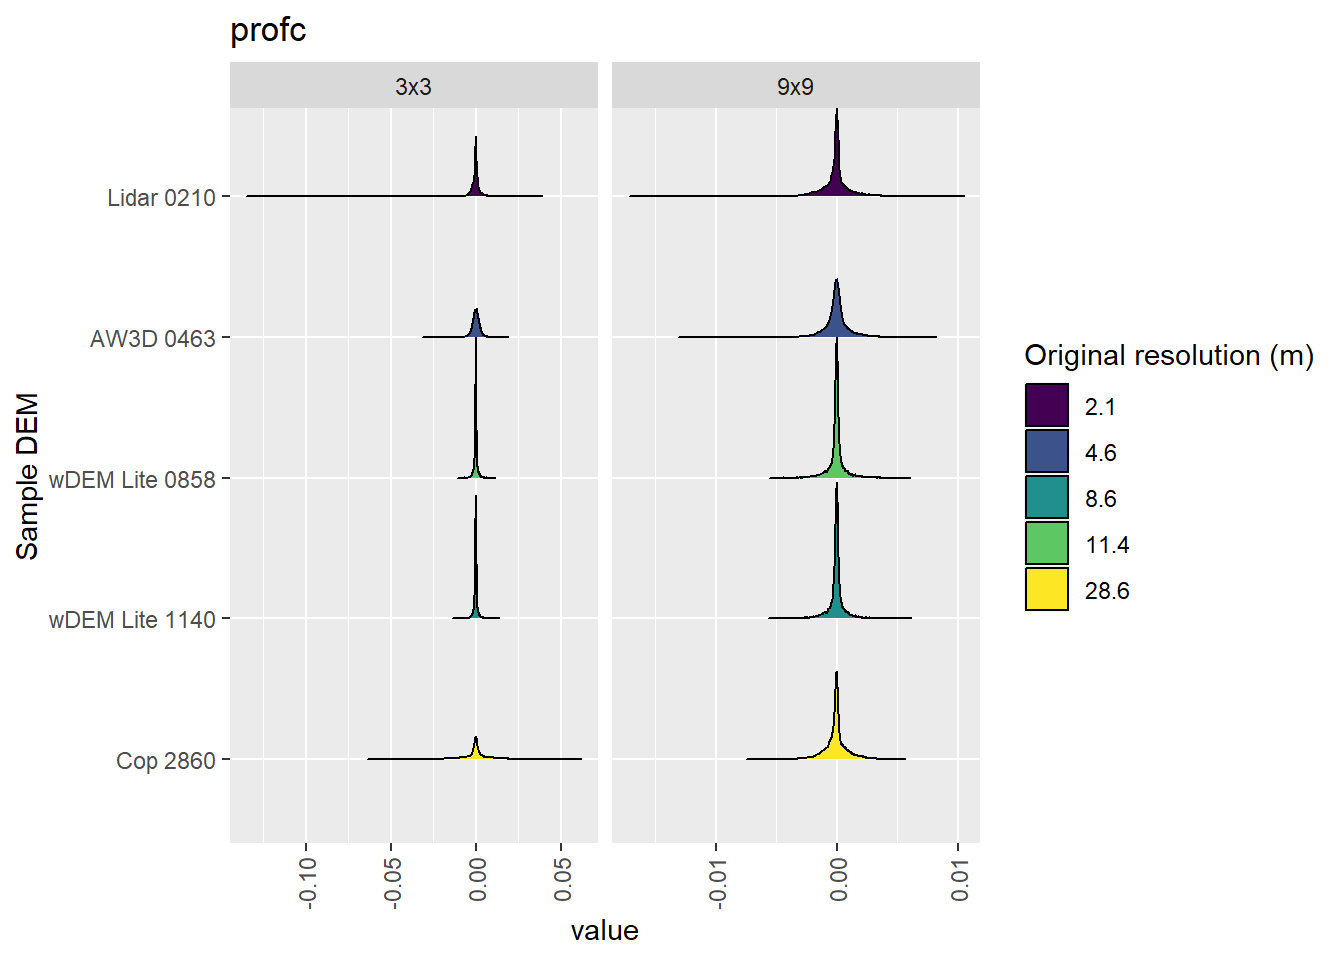 profc
3x3
9x9
Lidar 0210
AW3D 0463
wDEM Lite 0858
wDEM Lite 1140
Cop 2860
Sample DEM
-0.10
-0.05
0.00
0.05
-0.01
0.00
0.01
value
Original resolution (m)
2.1
4.6
8.6
11.4
28.6